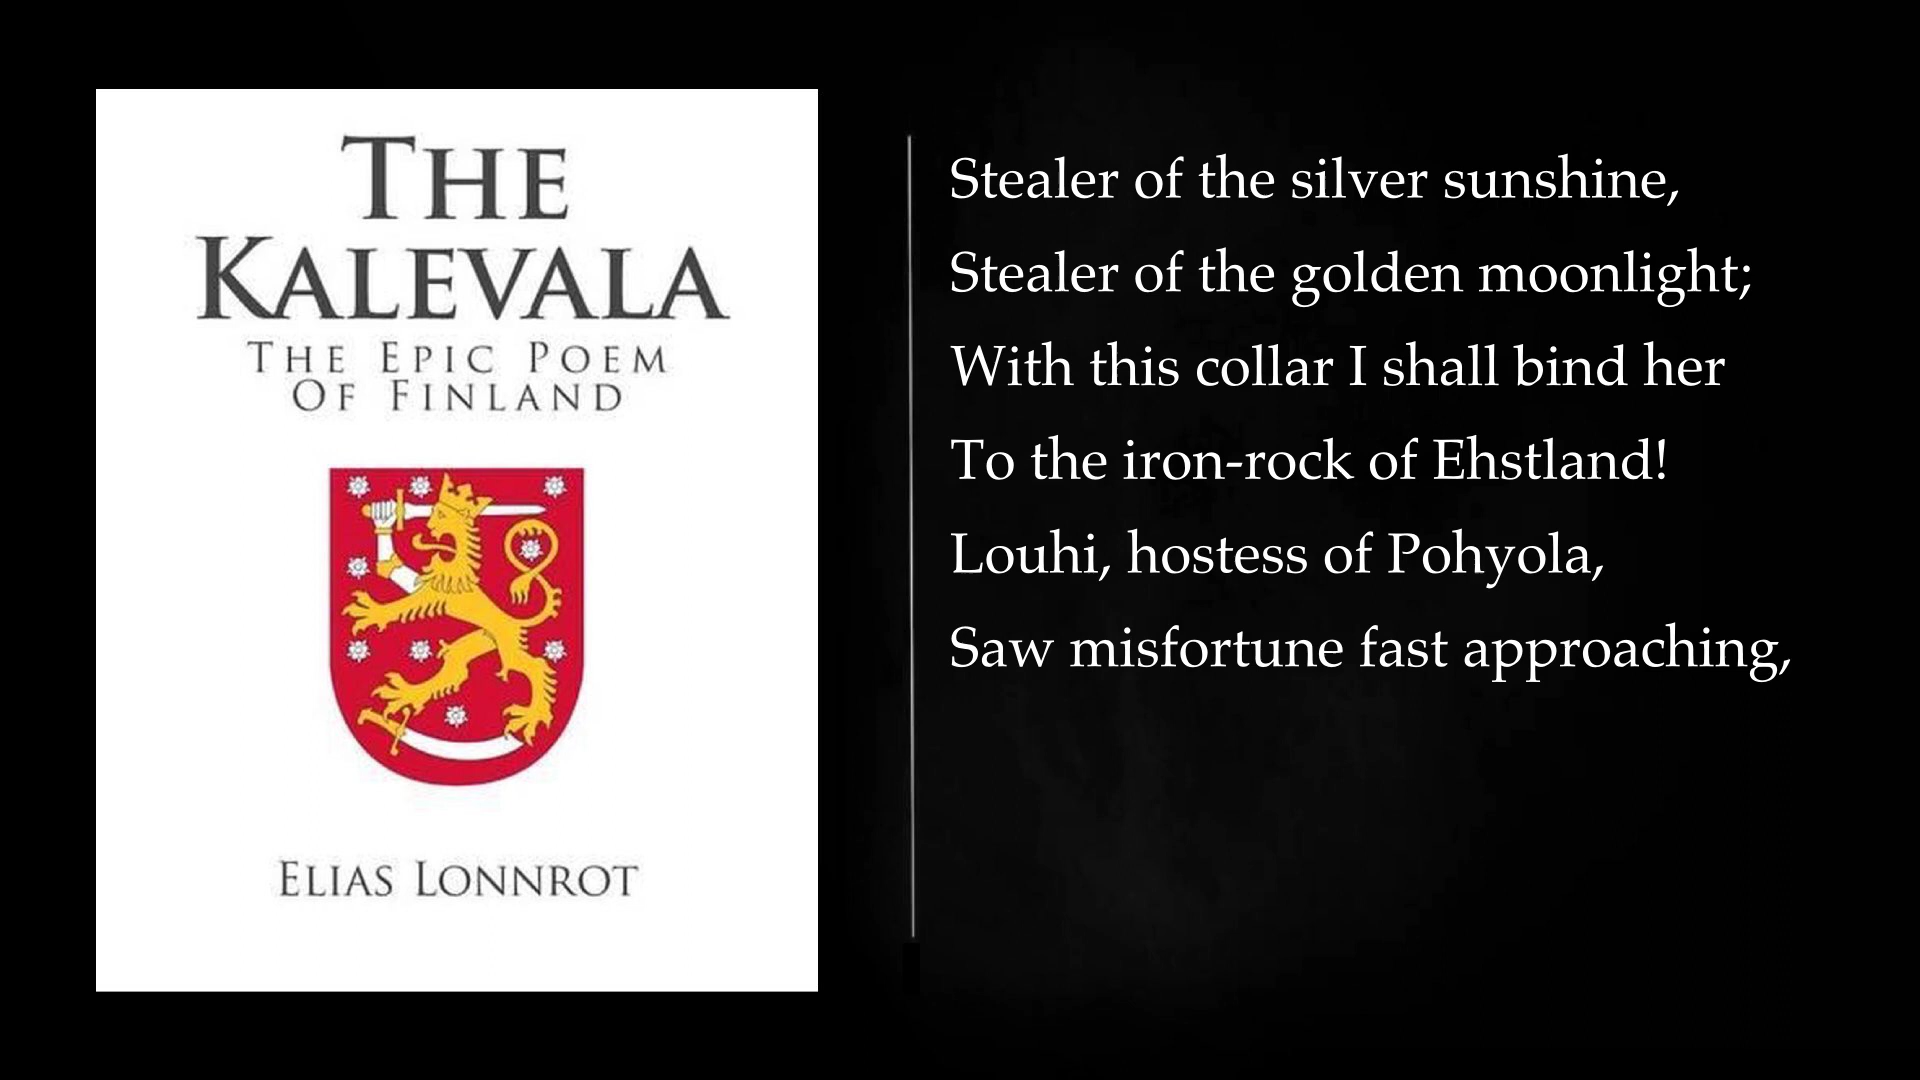 THE
KALEVALA
THE EPIC POEM
OF FINLAND
ELIAS LONNROT
Stealer of the silver sunshine,
Stealer of the golden moonlight;
With this collar I shall bind her
To the iron-rock of Ehstland!
Louhi, hostess of Pohyola,
Saw misfortune fast approaching,